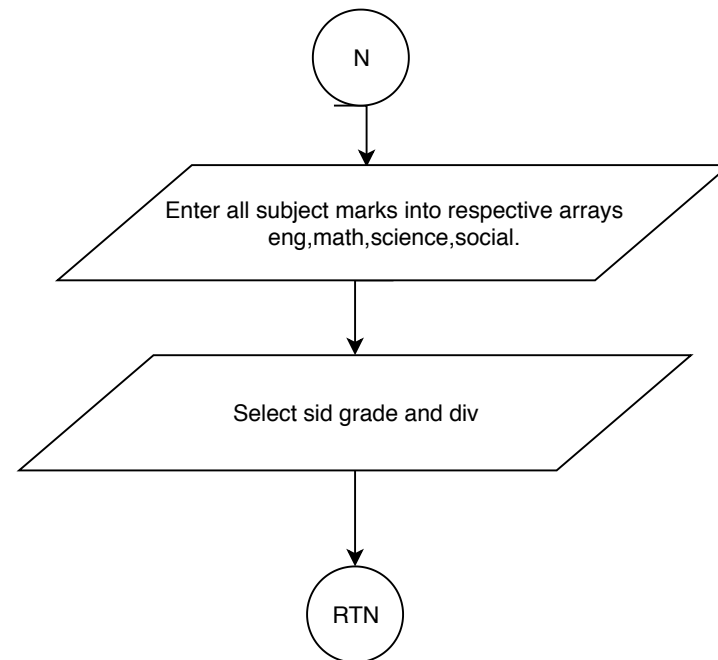 N
Enter all subject marks into respective arrays
eng,math,science,social.
Select sid grade and div
RTN